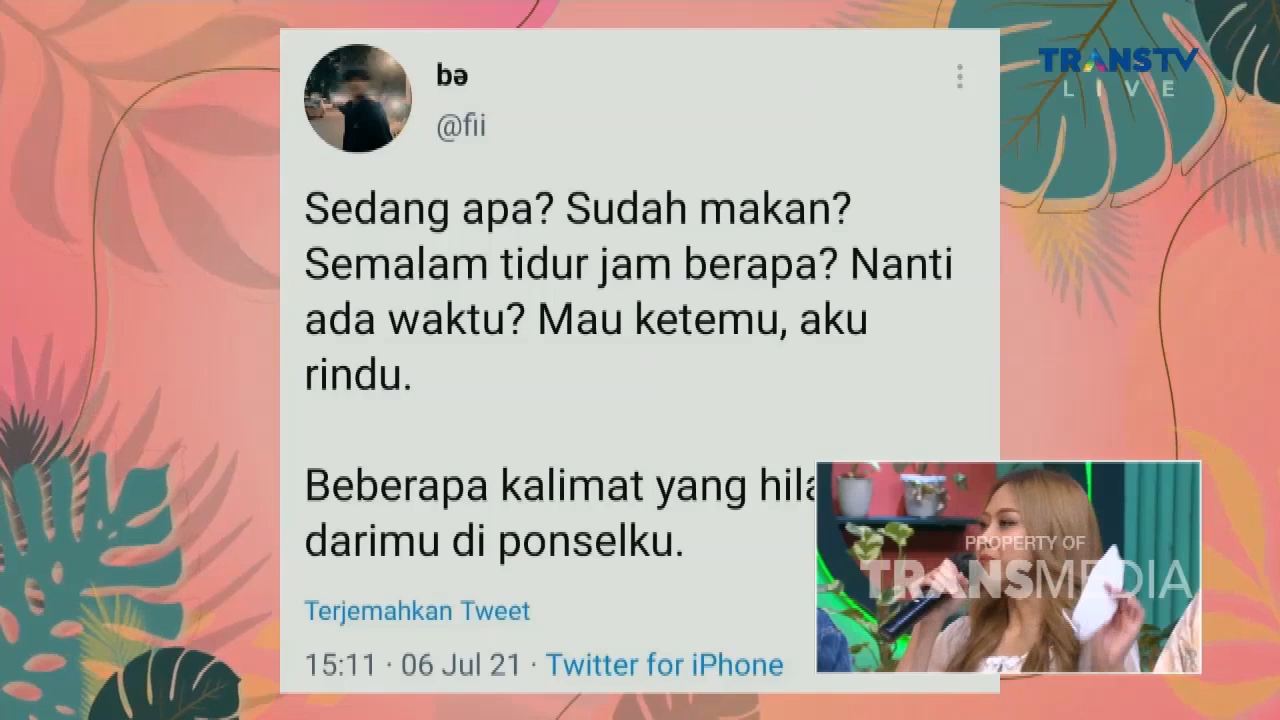 bə
@fii
TRANSTV
LIVE
Sedang apa? Sudah makan?
Semalam tidur jam berapa? Nanti
ada waktu? Mau ketemu, aku
rindu.
Beberapa kalimat yang
darimu di ponselku.
PROPERTY OF
TRANSMEDIA
Terjemahkan Tweet
15:11 · 06 Jul 21 · Twitter for iPhone